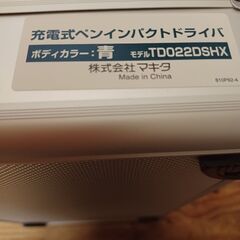 充電式ペンインパクトドライバ
ボディカラー：青 モデルTD022DSHX
株式会社マキタ
Made in China
810P92-4